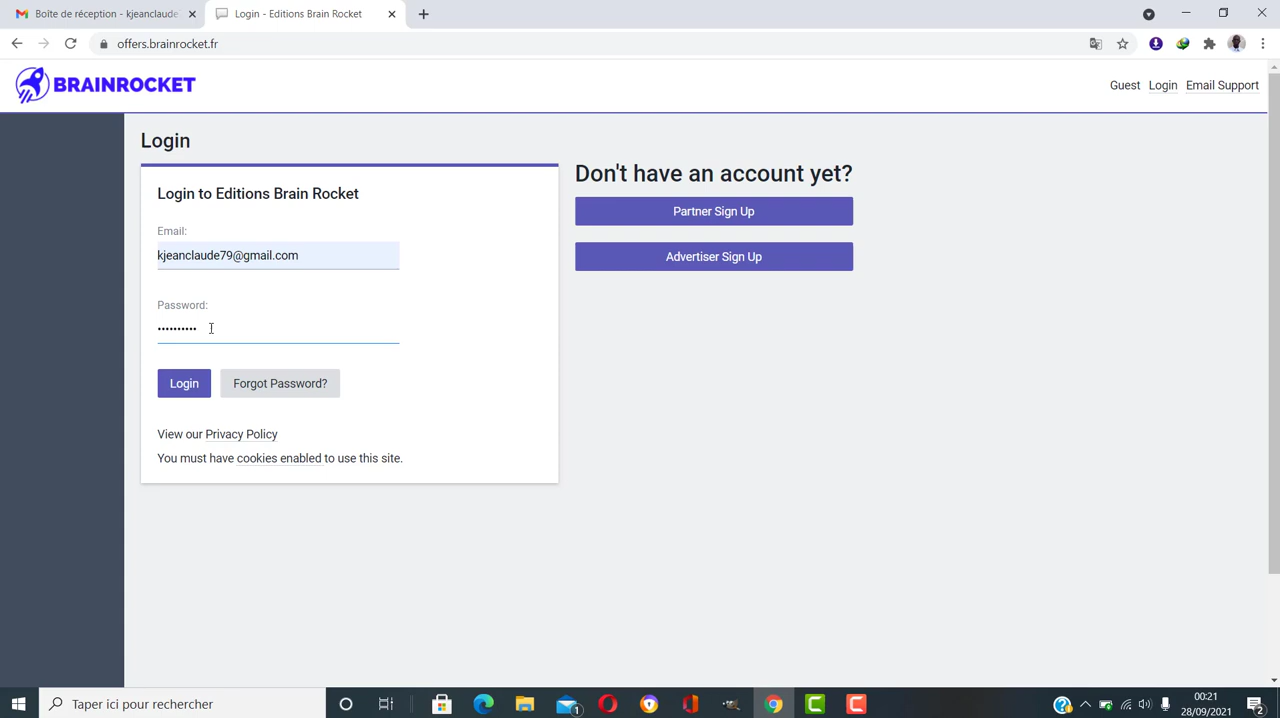 Boîte de réception - kjeanclaude
Login - Editions Brain Rocket
offers.brainrocket.fr
BRAINROCKET
Guest Login Email Support
Login
Login to Editions Brain Rocket
Email:
kjeanclaude79@gmail.com
Password:
••••••••••
Login Forgot Password?
View our Privacy Policy
You must have cookies enabled to use this site.
Don't have an account yet?
Partner Sign Up
Advertiser Sign Up
Taper ici pour rechercher
1
00:21
28/09/2021
2